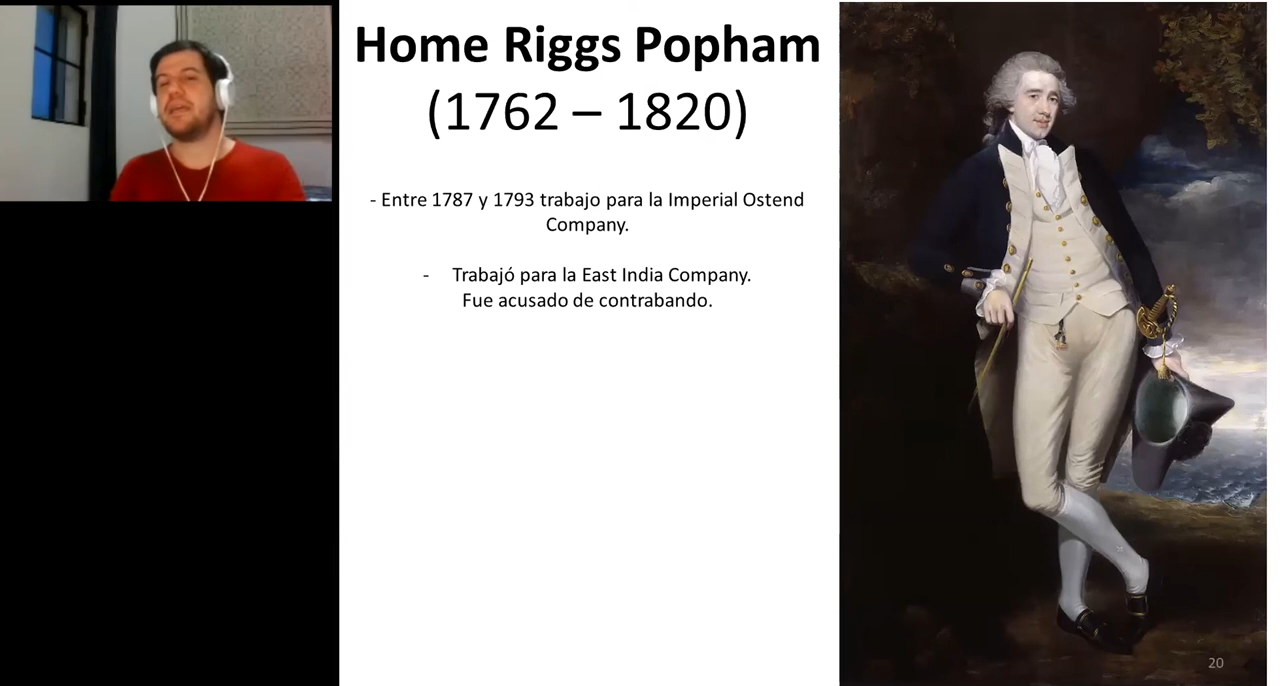 Home Riggs Popham
(1762 – 1820)
- Entre 1787 y 1793 trabajo para la Imperial Ostend
Company.
- Trabajó para la East India Company.
Fue acusado de contrabando.
20